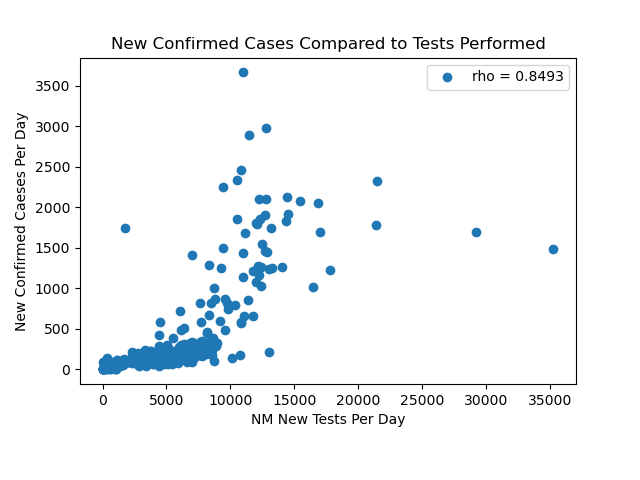 New Confirmed Cases Compared to Tests Performed
rho = 0.8493
New Confirmed Caeses Per Day
3500
3000
2500
2000
1500
1000
500
0
0 5000 10000 15000 20000 25000 30000 35000
NM New Tests Per Day